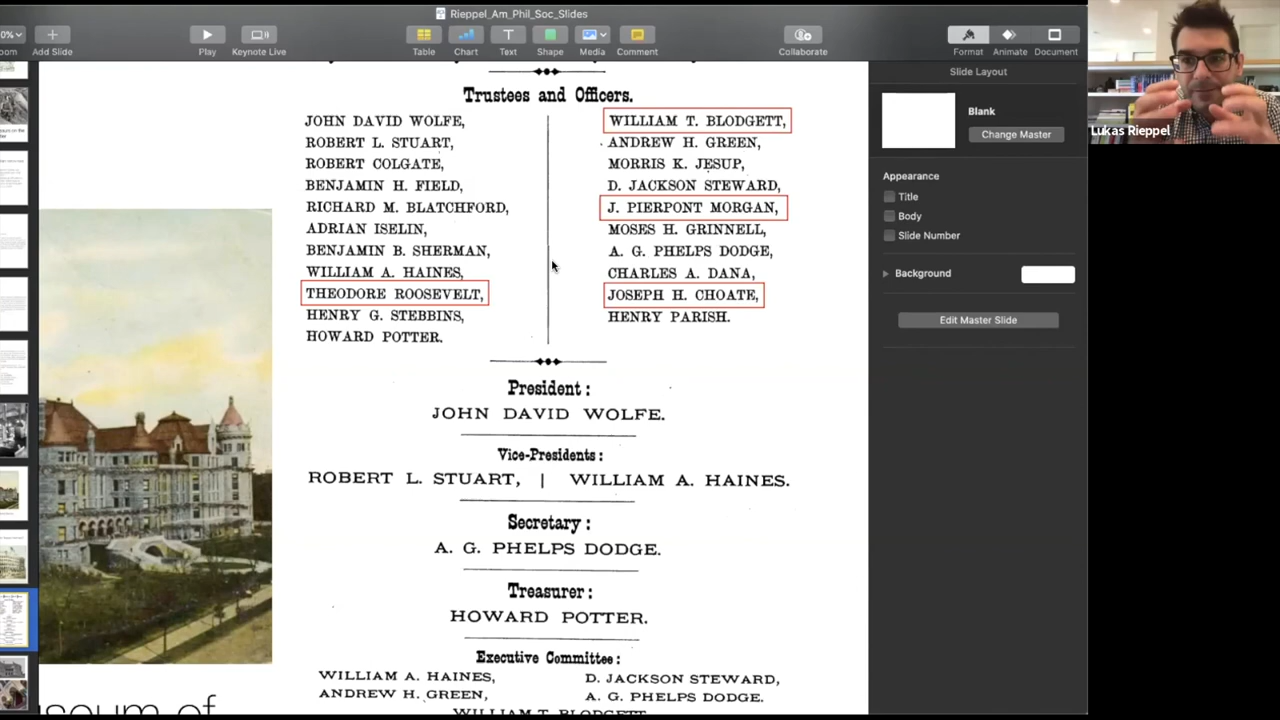 Rieppel_Am_Phil_Soc_Slides
0%
Add Slide
Play
Keynote Live
Table
Chart
Text
Shape
Media
Comment
Collaborate
Format
Animate
Document
Slide Layout
Blank
Change Master
Appearance
Title
Body
Slide Number
Background
Edit Master Slide
Lukas Rieppel
Trustees and Officers.
JOHN DAVID WOLFE,
ROBERT L. STUART,
ROBERT COLGATE,
BENJAMIN H. FIELD,
RICHARD M. BLATCHFORD,
ADRIAN ISELIN,
BENJAMIN B. SHERMAN,
WILLIAM A. HAINES,
THEODORE ROOSEVELT,
HENRY G. STEBBINS,
HOWARD POTTER.
WILLIAM T. BLODGETT,
ANDREW H. GREEN,
MORRIS K. JESUP,
D. JACKSON STEWARD,
J. PIERPONT MORGAN,
MOSES H. GRINNELL,
A. G. PHELPS DODGE,
CHARLES A. DANA,
JOSEPH H. CHOATE,
HENRY PARISH.
President:
JOHN DAVID WOLFE.
Vice-Presidents:
ROBERT L. STUART, | WILLIAM A. HAINES.
Secretary:
A. G. PHELPS DODGE.
Treasurer:
HOWARD POTTER.
Executive Committee:
WILLIAM A. HAINES, D. JACKSON STEWARD,
ANDREW H. GREEN, A. G. PHELPS DODGE.
WILLIAM T. BLODGETT
seum of